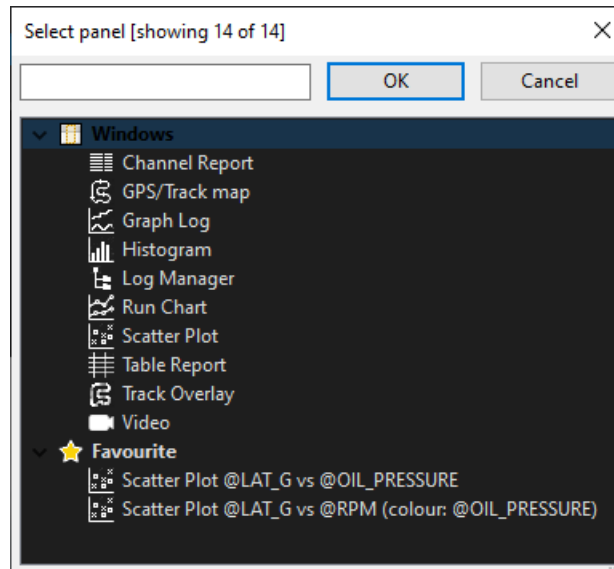 Select panel [showing 14 of 14]
OK Cancel
Windows
Channel Report
GPS/Track map
Graph Log
Histogram
Log Manager
Run Chart
Scatter Plot
Table Report
Track Overlay
Video
Favourite
Scatter Plot @LAT_G vs @OIL_PRESSURE
Scatter Plot @LAT_G vs @RPM (colour: @OIL_PRESSURE)